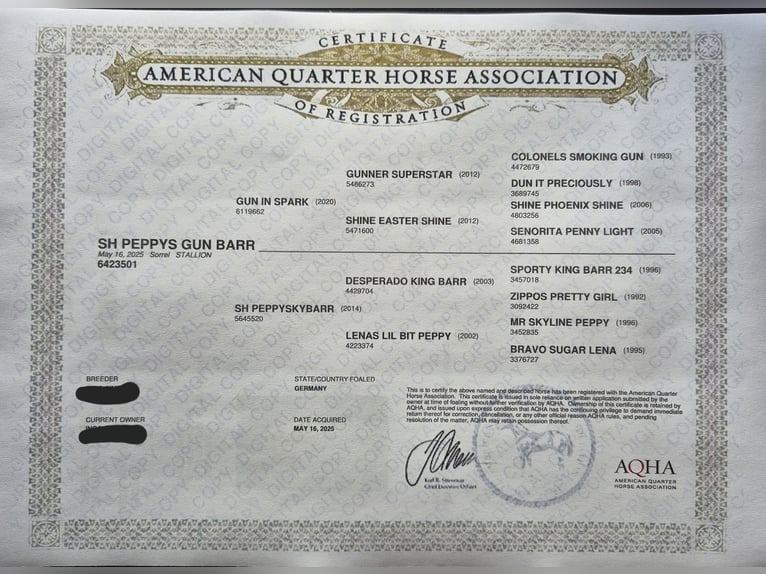 CERTIFICATE
AMERICAN QUARTER HORSE ASSOCIATION
OF REGISTRATION
COLONELS SMOKING GUN (1993)
4472679
GUNNER SUPERSTAR (2012)
5486273
DUN IT PRECIOUSLY (1998)
3689745
GUN IN SPARK (2020)
6119662
SHINE PHOENIX SHINE (2006)
4803256
SHINE EASTER SHINE (2012)
5471600
SENORITA PENNY LIGHT (2005)
4681358
SH PEPPYS GUN BARR
May 16, 2025 Sorrel STALLION
6423501
SPORTY KING BARR 234 (1996)
3457018
DESPERADO KING BARR (2003)
4429704
ZIPPOS PRETTY GIRL (1992)
3092422
SH PEPPYSKYBARR (2014)
5645520
MR SKYLINE PEPPY (1996)
3452835
LENAS LIL BIT PEPPY (2002)
4223374
BRAVO SUGAR LENA (1995)
3376727
BREEDER
STATE/COUNTRY FOALED
GERMANY
CURRENT OWNER
DATE ACQUIRED
MAY 16, 2025
This is to certify the above named and described horse has been registered with the American Quarter
Horse Association. This certificate is issued in sole reliance on written application submitted by the
owner at time of foaling without further verification by AQHA. Ownership of this certificate is retained by
AQHA, and issued upon express condition that AQHA has the continuing privilege to demand immediate
return thereof for correction, cancellation, or any other official reason AQHA rules, and pending
resolution of the matter, AQHA may retain possession thereof.
Karl R. Stressman
Chief Executive Officer
AQHA
AMERICAN QUARTER
HORSE ASSOCIATION
DIGITAL COPY